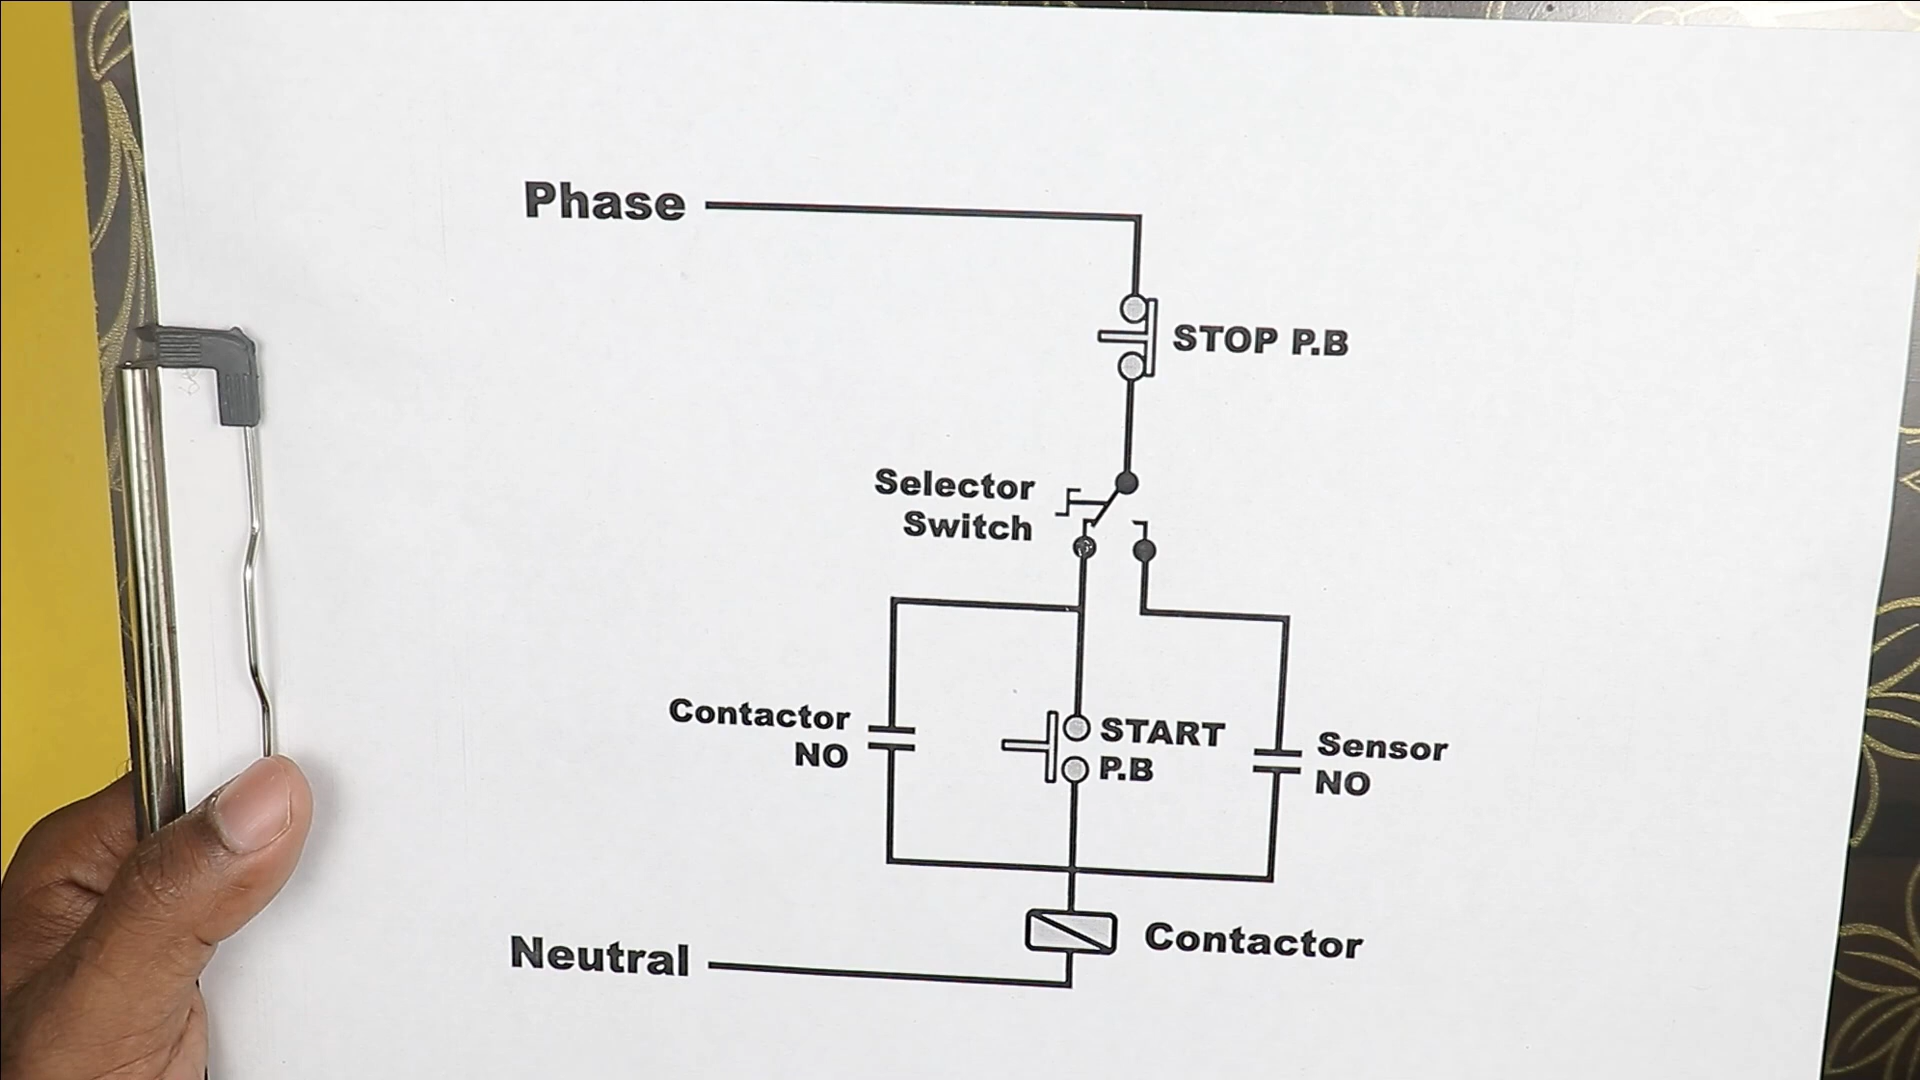 Phase
STOP P.B
Selector
Switch
Contactor
NO
START
P.B
Sensor
NO
Contactor
Neutral